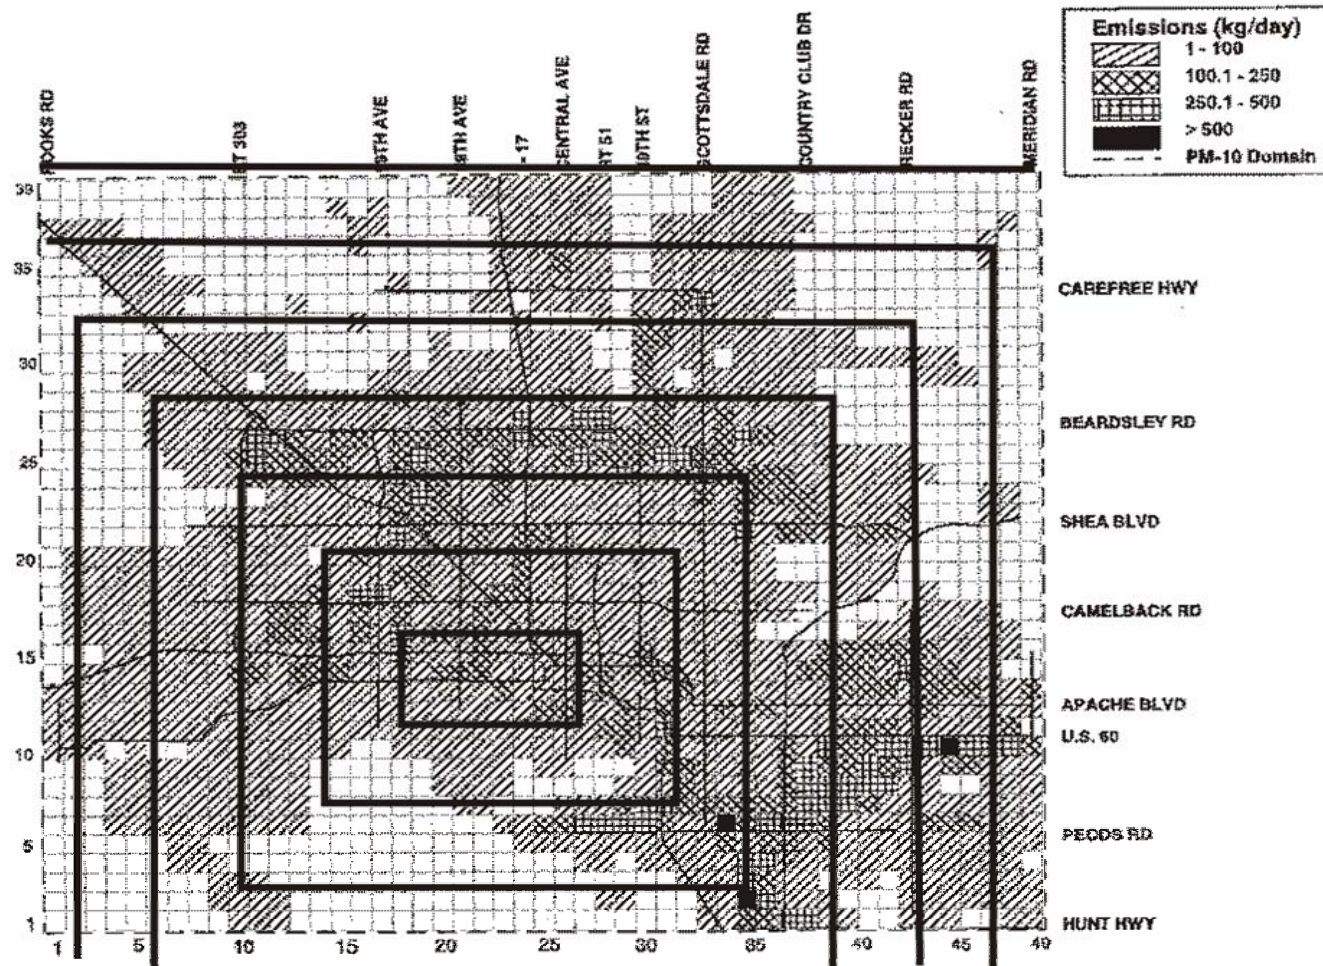 Emissions (kg/day)
1 - 100
100.1 - 250
250.1 - 500
> 500
PM-10 Domain
CENTRAL AVE
SCOTTSDALE RD
COUNTRY CLUB DR
RECKER RD
MERIDIAN RD
35
30
25
20
15
10
5
1
CAREFREE HWY
BEARDSLEY RD
SHEA BLVD
CAMELBACK RD
APACHE BLVD
U.S. 60
PECOS RD
HUNT HWY
1 5 10 15 20 25 30 35 40 45 49